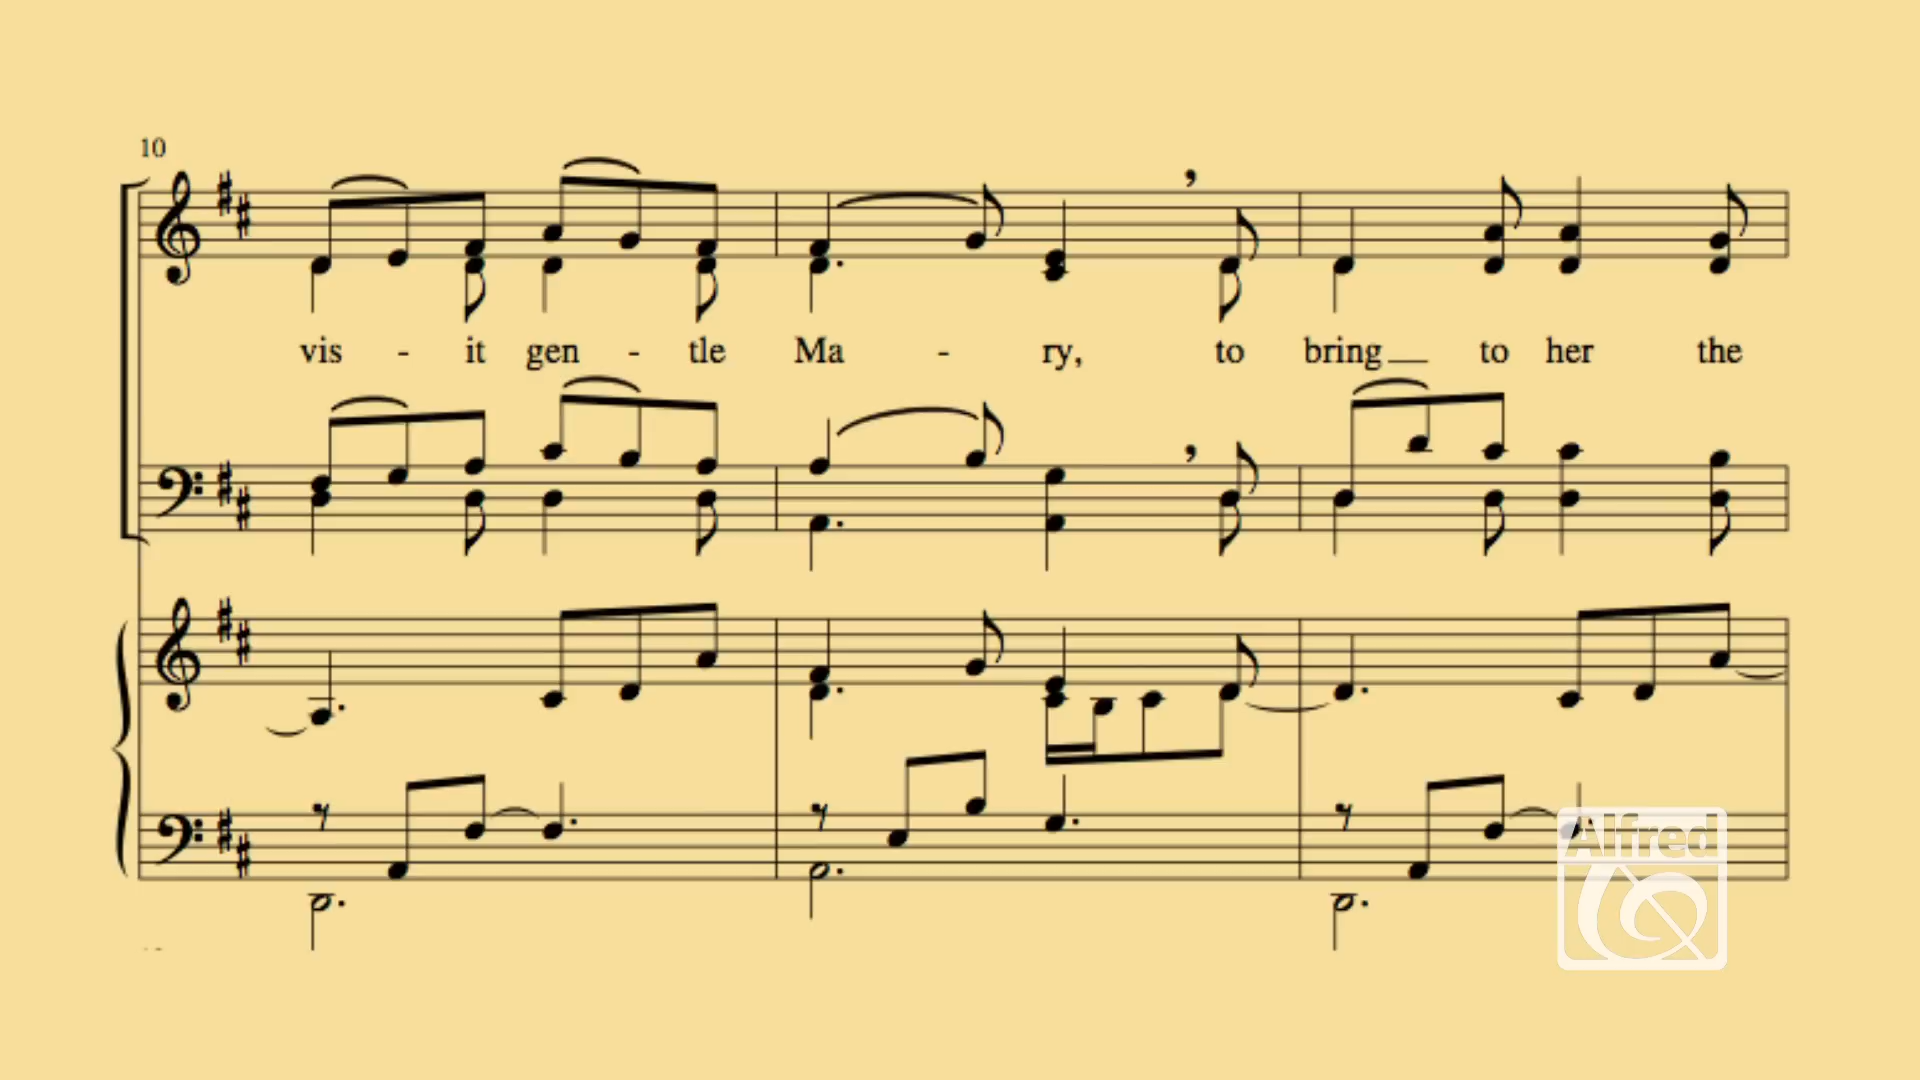 10
vis - it gen - tle Ma - ry, to bring to her the
Alfred